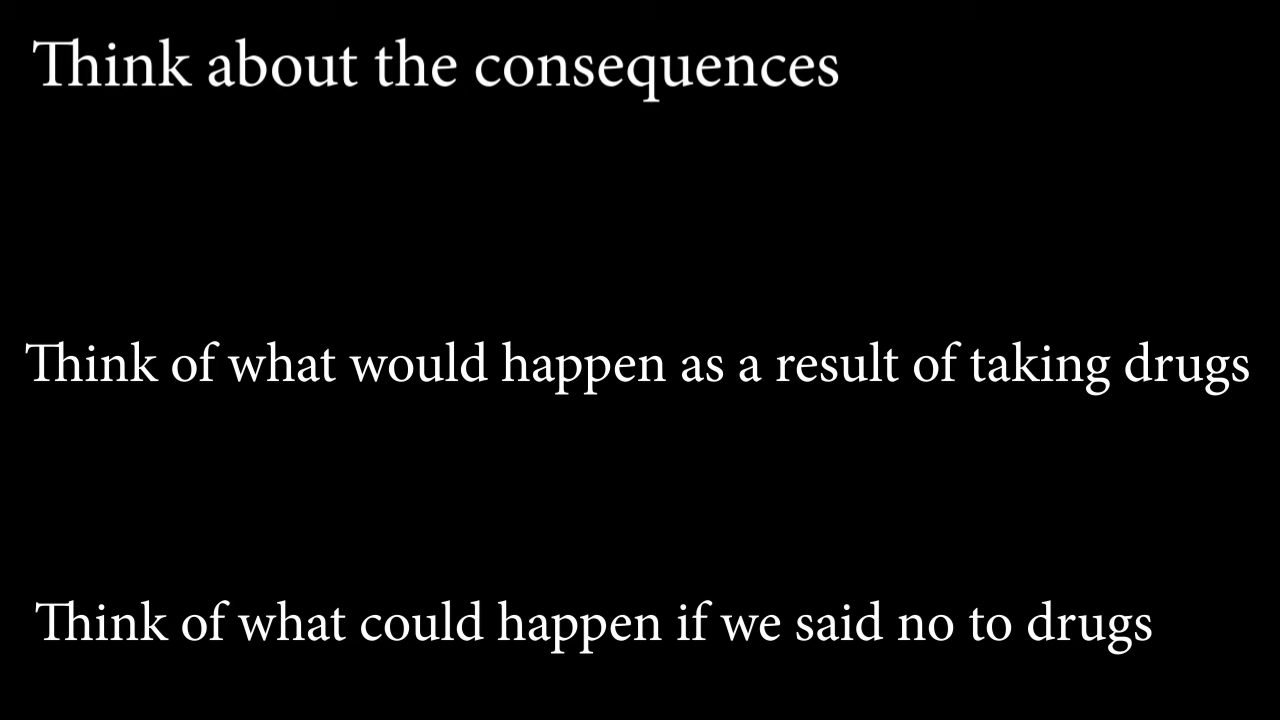 Think about the consequences
Think of what would happen as a result of taking drugs
Think of what could happen if we said no to drugs